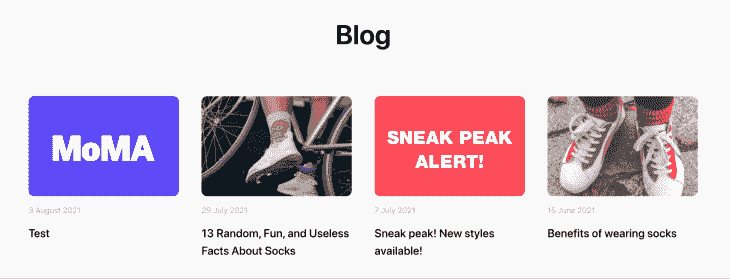 Blog
MoMA
SNEAK PEAK
ALERT!
3 August 2021
29 July 2021
7 July 2021
15 June 2021
Test
13 Random, Fun, and Useless
Facts About Socks
Sneak peak! New styles
available!
Benefits of wearing socks